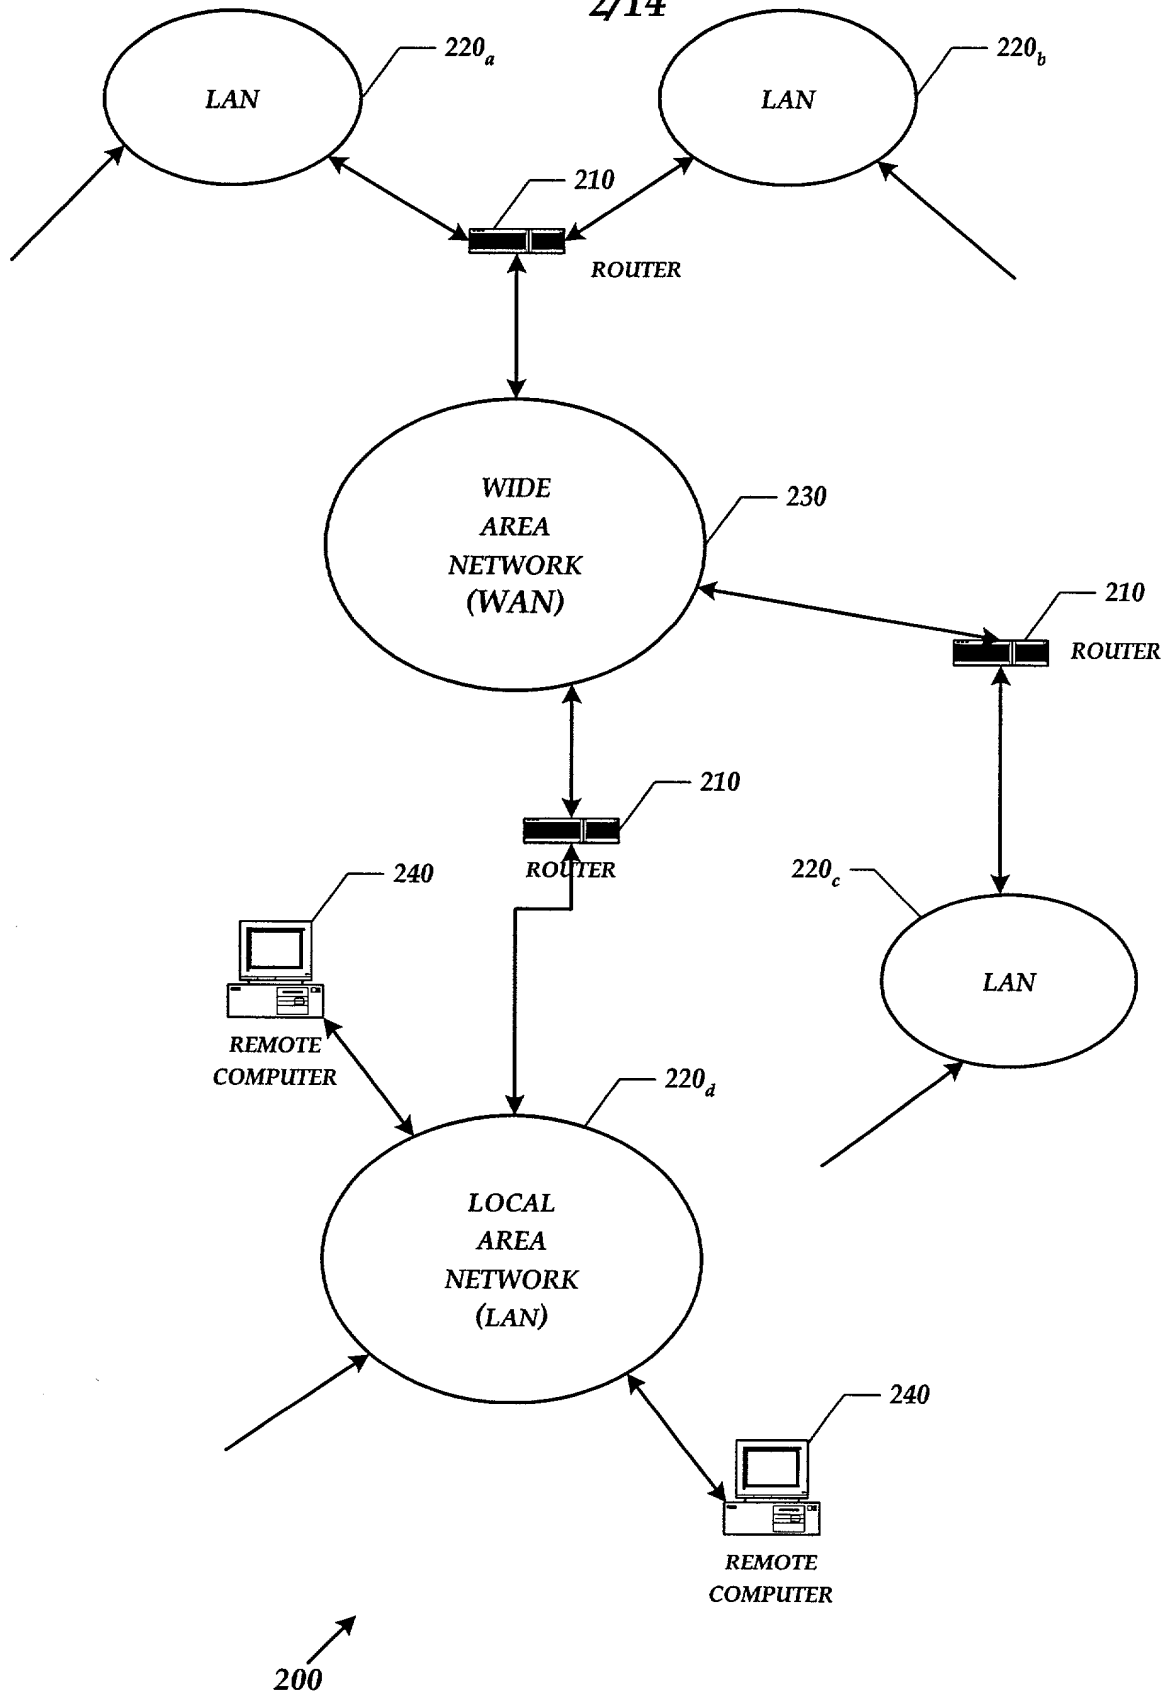 2/14
220a
220b
LAN
LAN
210
ROUTER
WIDE
AREA
NETWORK
(WAN)
230
210
ROUTER
210
ROUTER
240
220c
LAN
REMOTE
COMPUTER
220d
LOCAL
AREA
NETWORK
(LAN)
240
REMOTE
COMPUTER
200